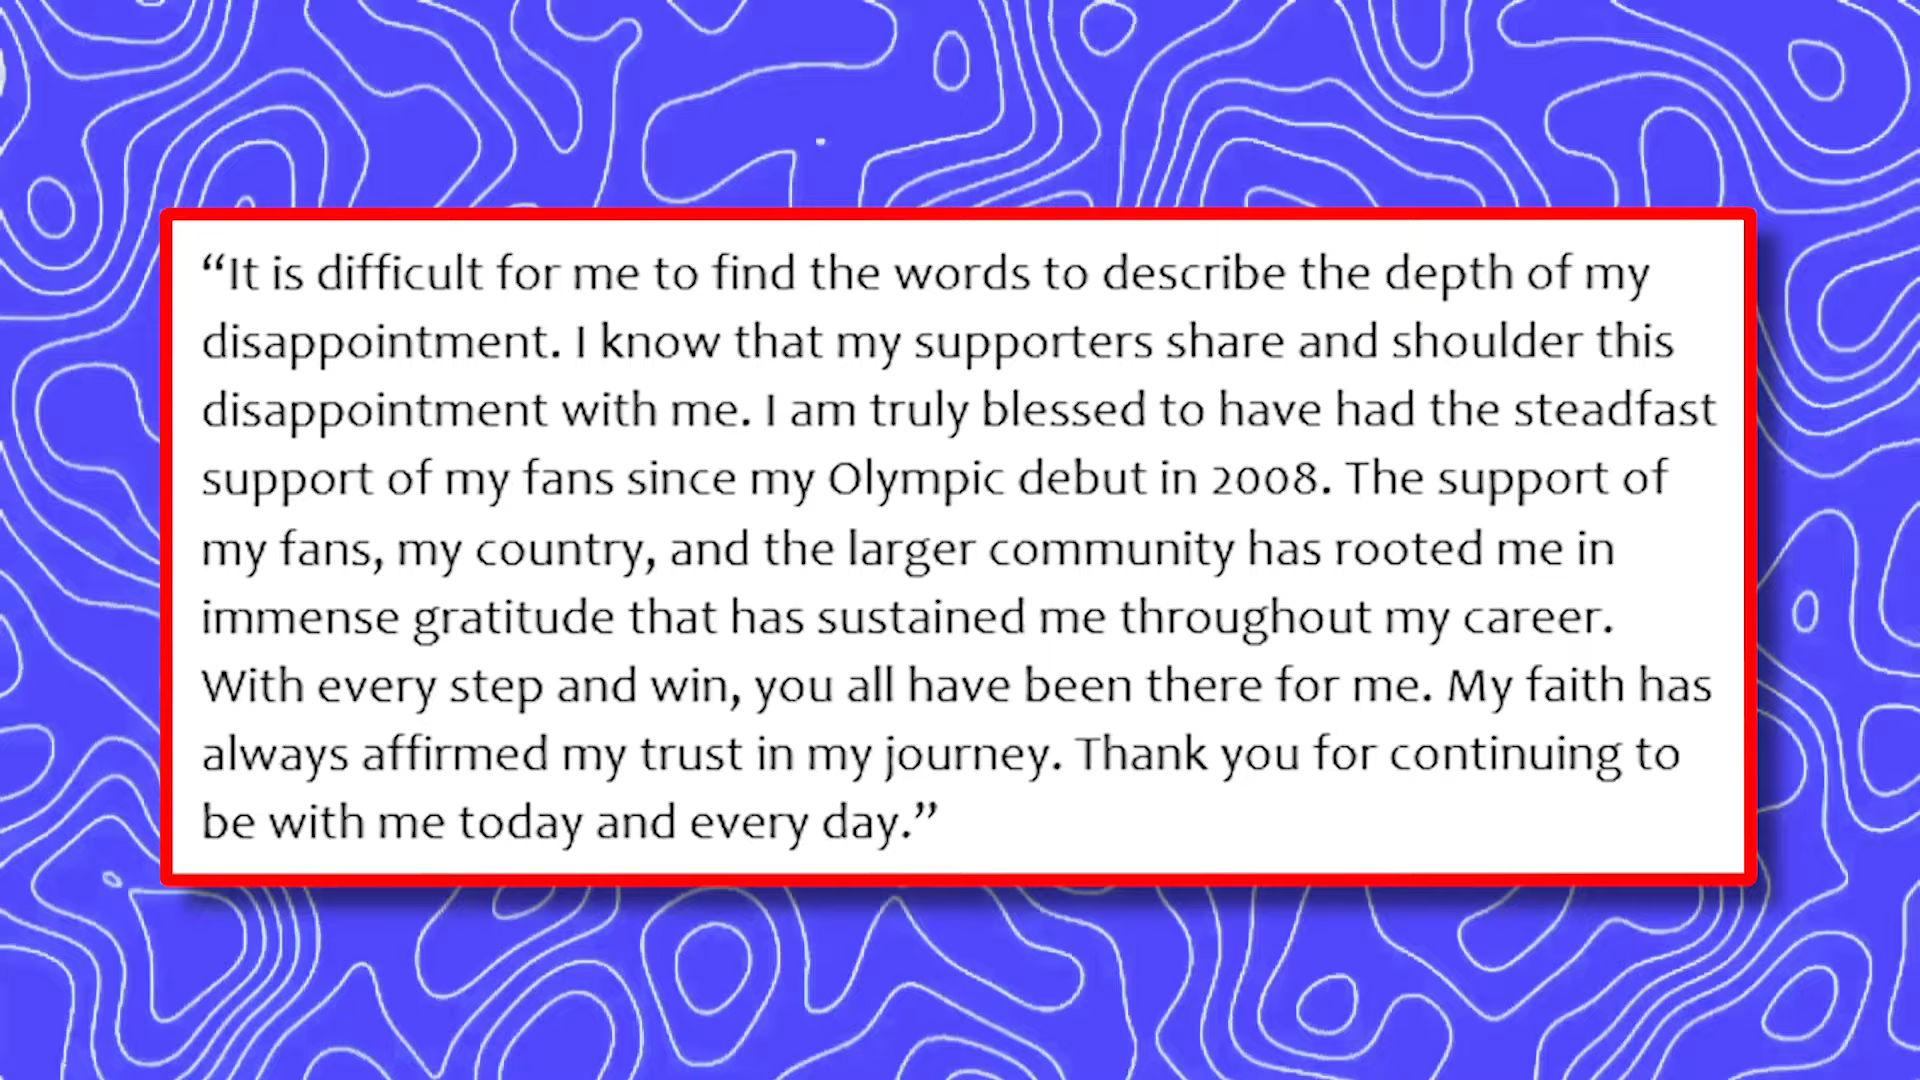 “It is difficult for me to find the words to describe the depth of my
disappointment. I know that my supporters share and shoulder this
disappointment with me. I am truly blessed to have had the steadfast
support of my fans since my Olympic debut in 2008. The support of
my fans, my country, and the larger community has rooted me in
immense gratitude that has sustained me throughout my career.
With every step and win, you all have been there for me. My faith has
always affirmed my trust in my journey. Thank you for continuing to
be with me today and every day.”